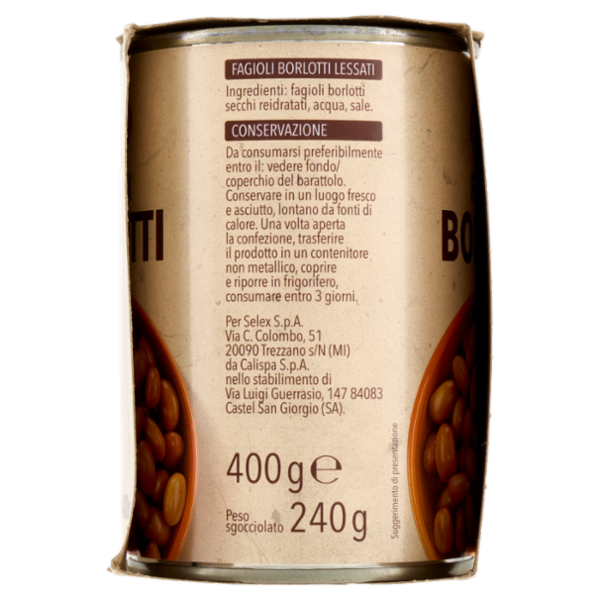 FAGIOLI BORLOTTI LESSATI
Ingredienti: fagioli borlotti
secchi reidratati, acqua, sale.
CONSERVAZIONE
Da consumarsi preferibilmente
entro il: vedere fondo/
coperchio del barattolo.
Conservare in un luogo fresco
e asciutto, lontano da fonti di
calore. Una volta aperta
la confezione, trasferire
il prodotto in un contenitore
non metallico, coprire
e riporre in frigorifero,
consumare entro 3 giorni.
Per Selex S.p.A.
Via C. Colombo, 51
20090 Trezzano s/N (MI)
da Calispa S.p.A.
nello stabilimento di
Via Luigi Guerrasio, 147 84083
Castel San Giorgio (SA).
400 g e
Peso
sgocciolato 240 g
TTI
BO
Suggerimento di presentazione